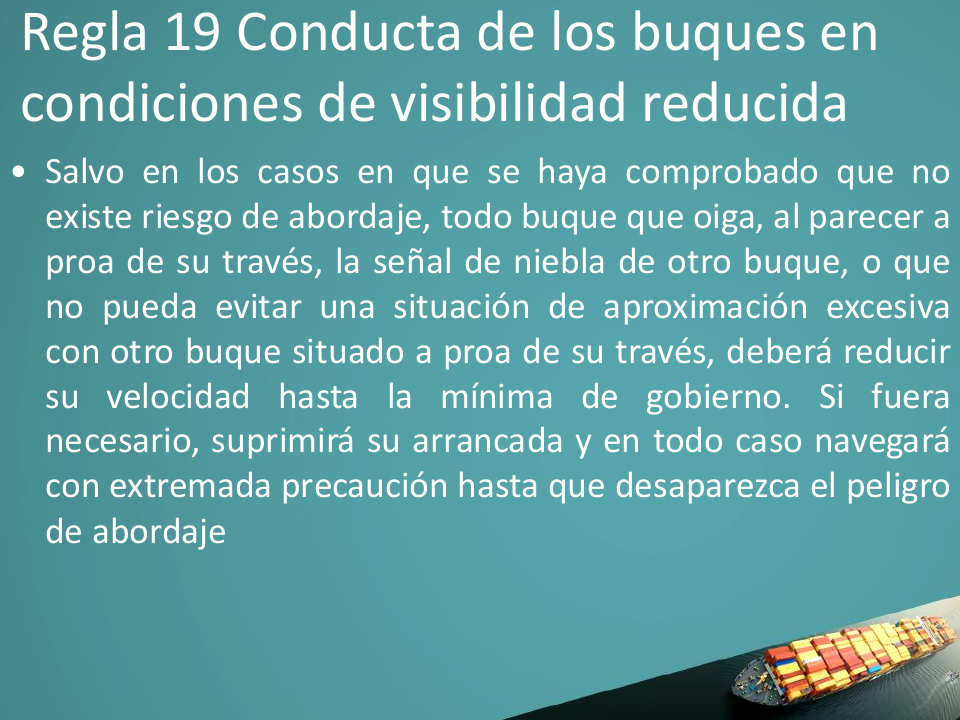 Regla 19 Conducta de los buques en
condiciones de visibilidad reducida
• Salvo en los casos en que se haya comprobado que no
existe riesgo de abordaje, todo buque que oiga, al parecer a
proa de su través, la señal de niebla de otro buque, o que
no pueda evitar una situación de aproximación excesiva
con otro buque situado a proa de su través, deberá reducir
su velocidad hasta la mínima de gobierno. Si fuera
necesario, suprimirá su arrancada y en todo caso navegará
con extremada precaución hasta que desaparezca el peligro
de abordaje